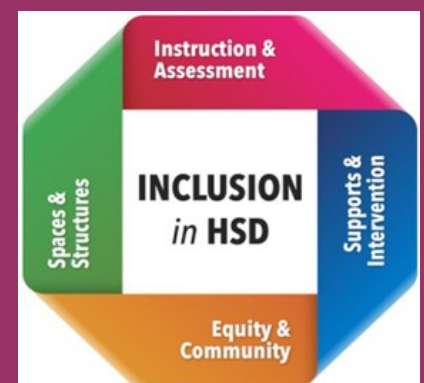 Instruction &
Assessment
Spaces &
Structures
INCLUSION
in HSD
Supports &
Intervention
Equity &
Community